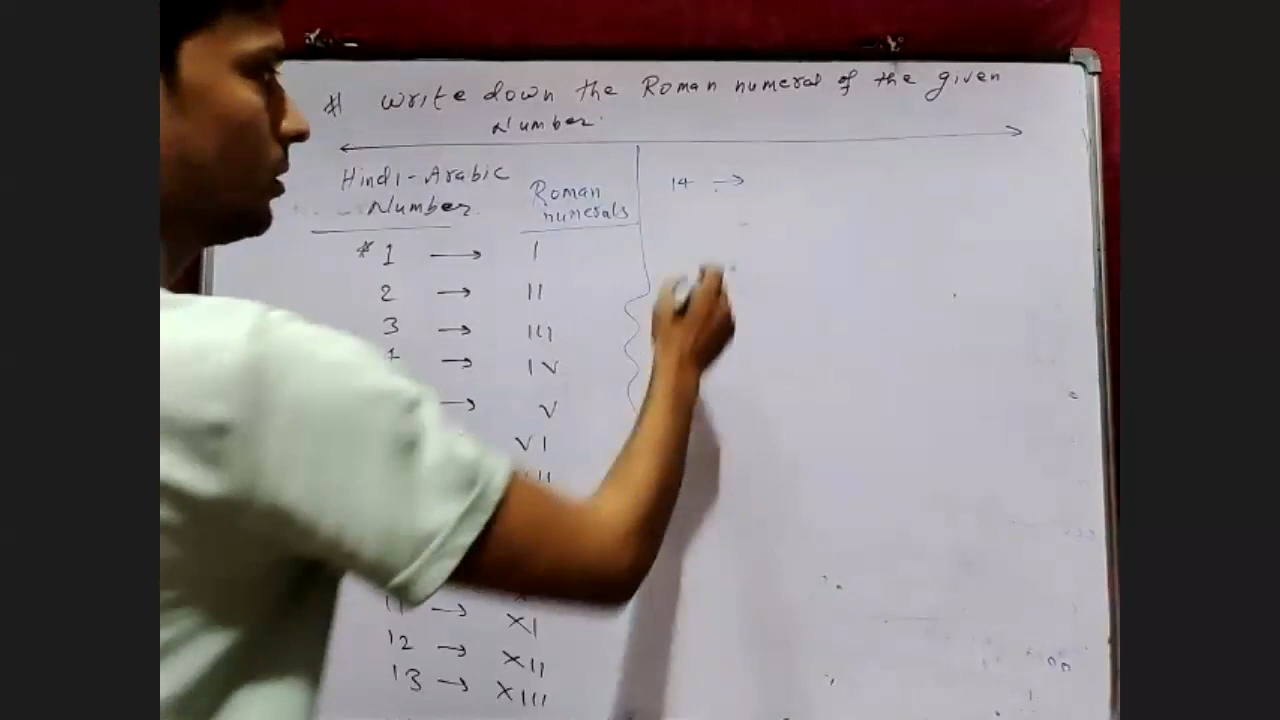 * Write down the Roman numeral of the given
Number.
Hindi-Arabic
Number
Roman
numerals
* 1 → I
2 → II
3 → III
→ IV
→ V
VI
11 → XI
12 → XII
13 → XIII
14 →